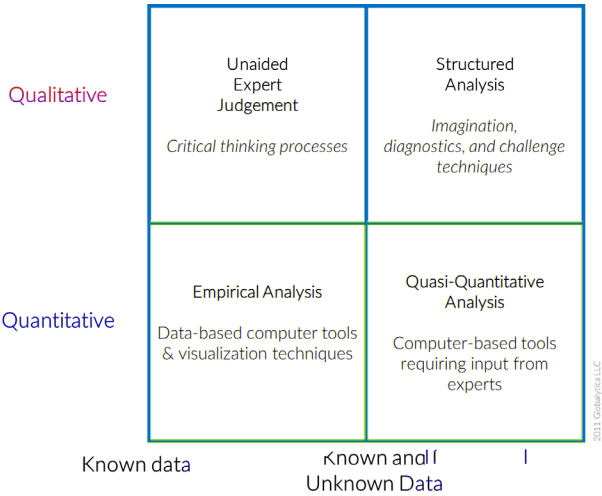 Qualitative
Unaided
Expert
Judgement
Critical thinking processes
Structured
Analysis
Imagination,
diagnostics, and challenge
techniques
Quantitative
Empirical Analysis
Data-based computer tools
& visualization techniques
Quasi-Quantitative
Analysis
Computer-based tools
requiring input from
experts
2011 Globalytica LLC
Known data
Known and
Unknown Data